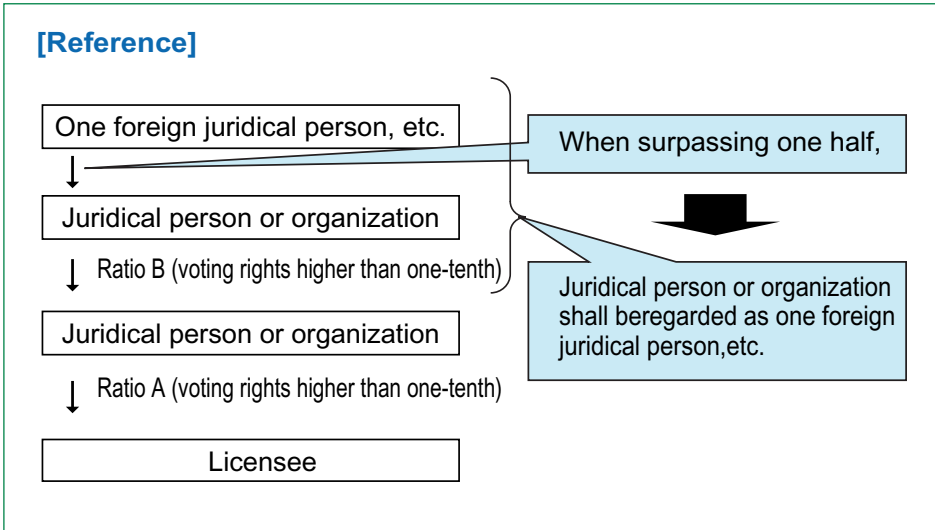 [Reference]
One foreign juridical person, etc.
When surpassing one half,
Juridical person or organization
Ratio B (voting rights higher than one-tenth)
Juridical person or organization
shall beregarded as one foreign
juridical person,etc.
Juridical person or organization
Ratio A (voting rights higher than one-tenth)
Licensee